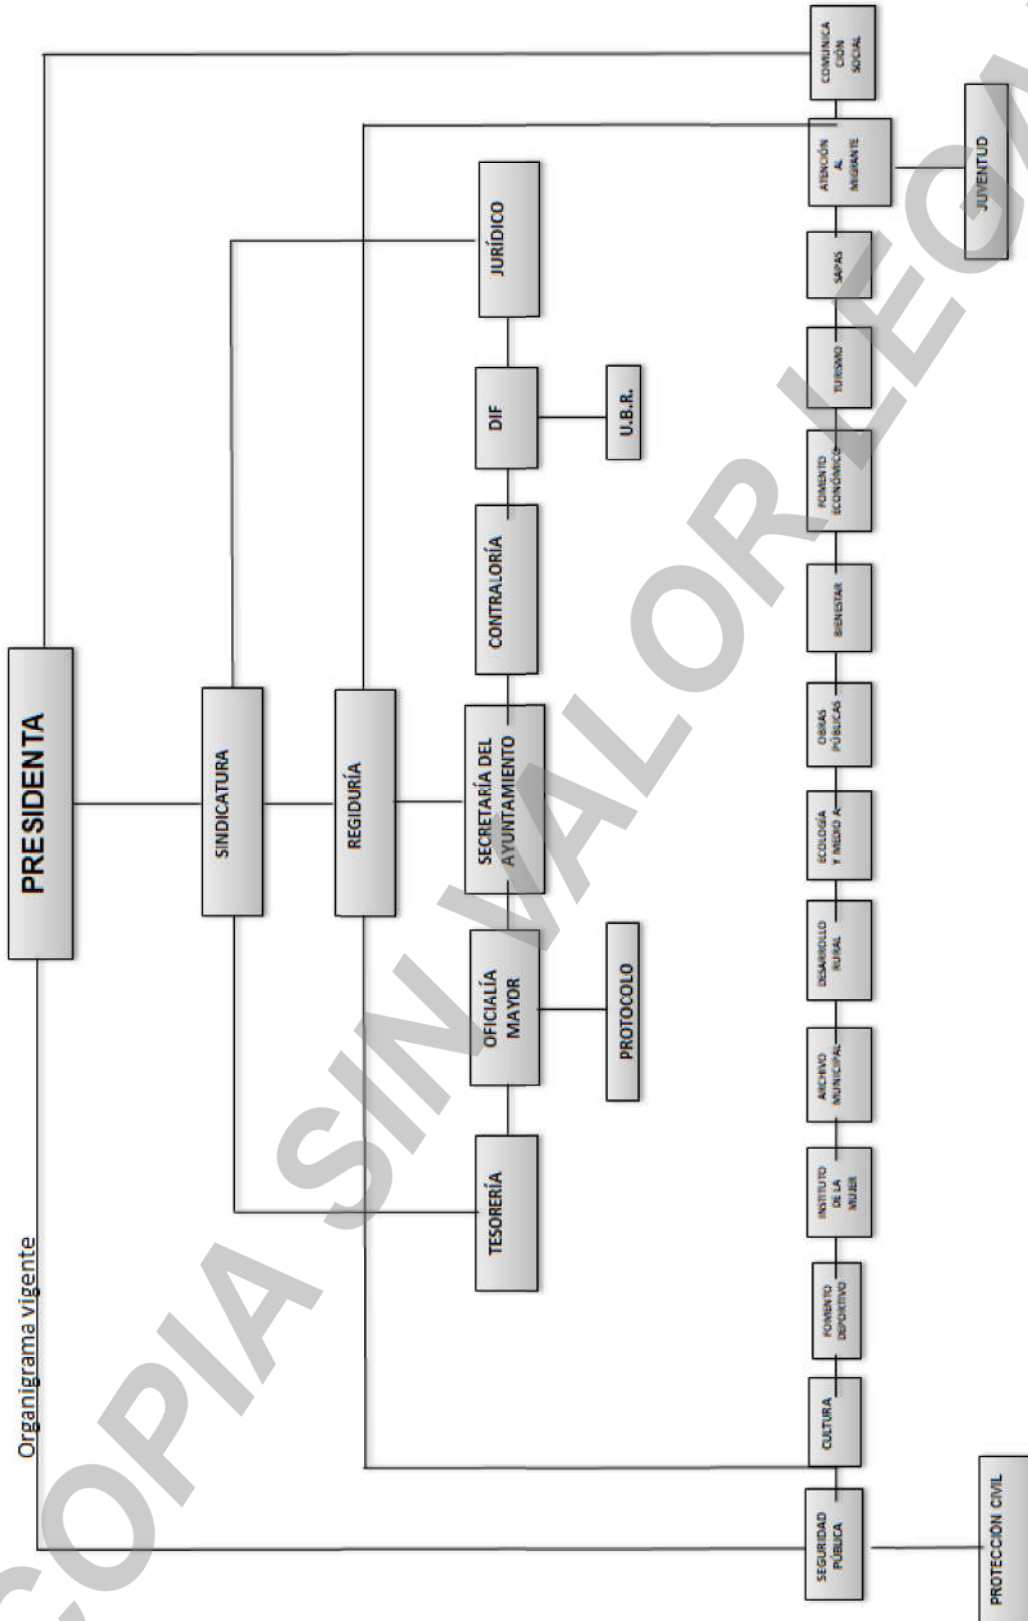 Organigrama vigente
PRESIDENTA
SINDICATURA
REGIDURÍA
TESORERÍA
OFICIALÍA
MAYOR
SECRETARÍA DEL
AYUNTAMIENTO
CONTRALORÍA
DIF
JURÍDICO
PROTOCOLO
U.B.R.
SEGURIDAD
PÚBLICA
CULTURA
FOMENTO
DEPORTIVO
INSTITUTO
DE LA
MUJER
ARCHIVO
MUNICIPAL
DESARROLLO
RURAL
ECOLOGÍA
Y MEDIO A.
OBRAS
PÚBLICAS
BIENESTAR
FOMENTO
ECONÓMICO
TURISMO
SAPAS
ATENCIÓN
AL
MIGRANTE
COMUNICA
CIÓN
SOCIAL
PROTECCIÓN CIVIL
JUVENTUD
COPIA SIN VALOR LEGA